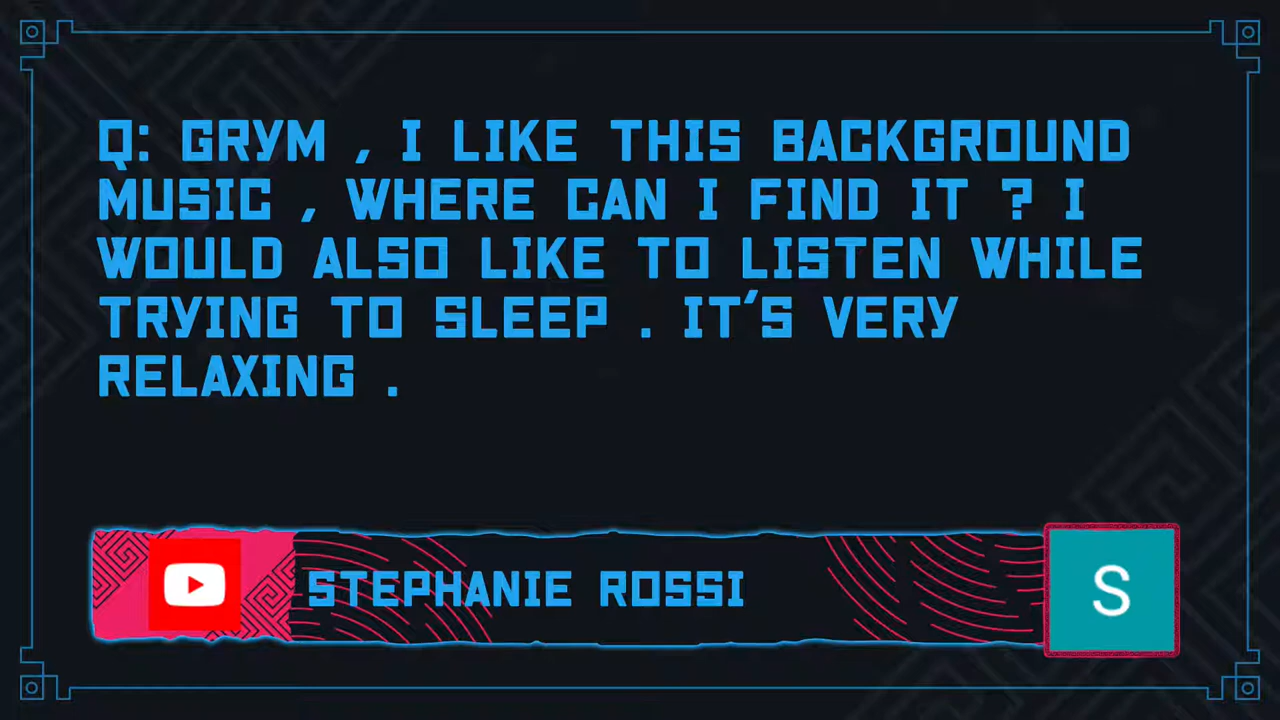 Q: GRYM , I LIKE THIS BACKGROUND
MUSIC , WHERE CAN I FIND IT ? I
WOULD ALSO LIKE TO LISTEN WHILE
TRYING TO SLEEP . IT'S VERY
RELAXING .
STEPHANIE ROSSI
S